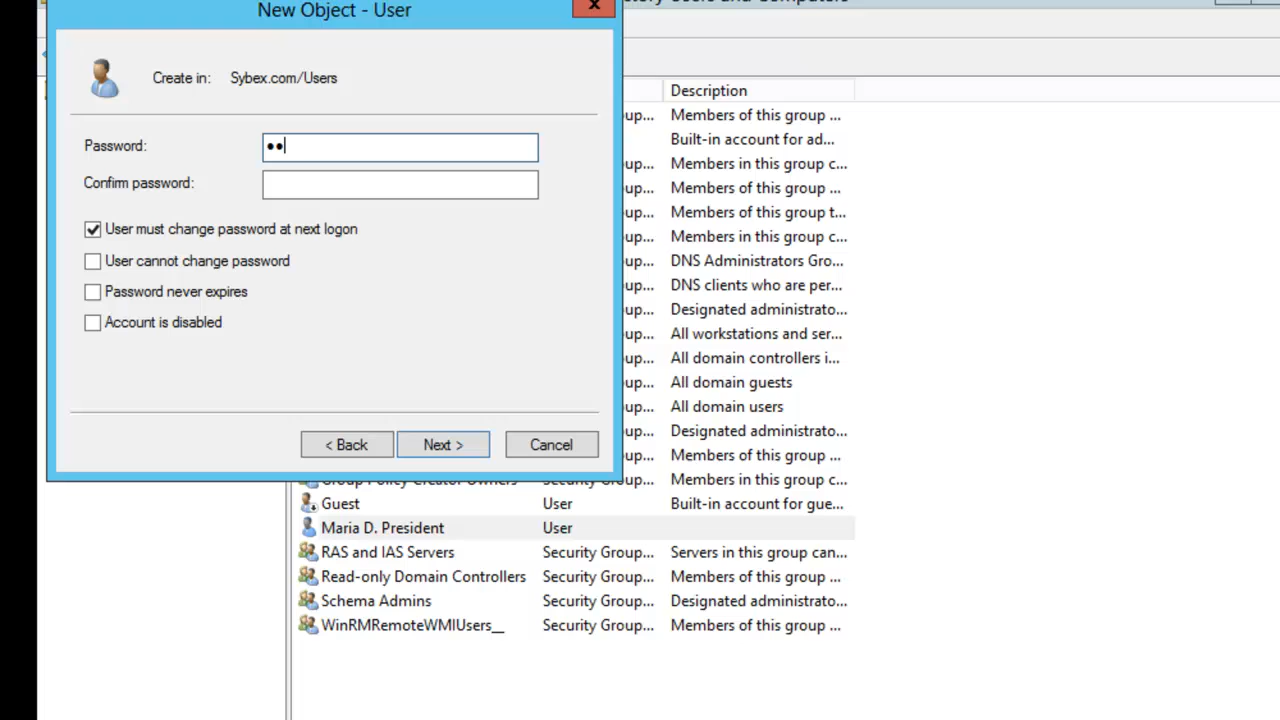 New Object - User
x
Users and Computers
Create in: Sybex.com/Users
Password: ●●
Confirm password:
User must change password at next logon
User cannot change password
Password never expires
Account is disabled
< Back Next > Cancel
Description
up... Members of this group ...
Built-in account for ad...
up... Members in this group c...
up... Members of this group ...
up... Members of this group t...
up... Members in this group c...
up... DNS Administrators Gro...
up... DNS clients who are per...
up... Designated administrato...
up... All workstations and ser...
up... All domain controllers i...
up... All domain guests
up... All domain users
up... Designated administrato...
up... Members of this group ...
Group Policy Creator Owners Security Group... Members in this group c...
Guest User Built-in account for gue...
Maria D. President User
RAS and IAS Servers Security Group... Servers in this group can...
Read-only Domain Controllers Security Group... Members of this group ...
Schema Admins Security Group... Designated administrato...
WinRMRemoteWMIUsers__ Security Group... Members of this group ...